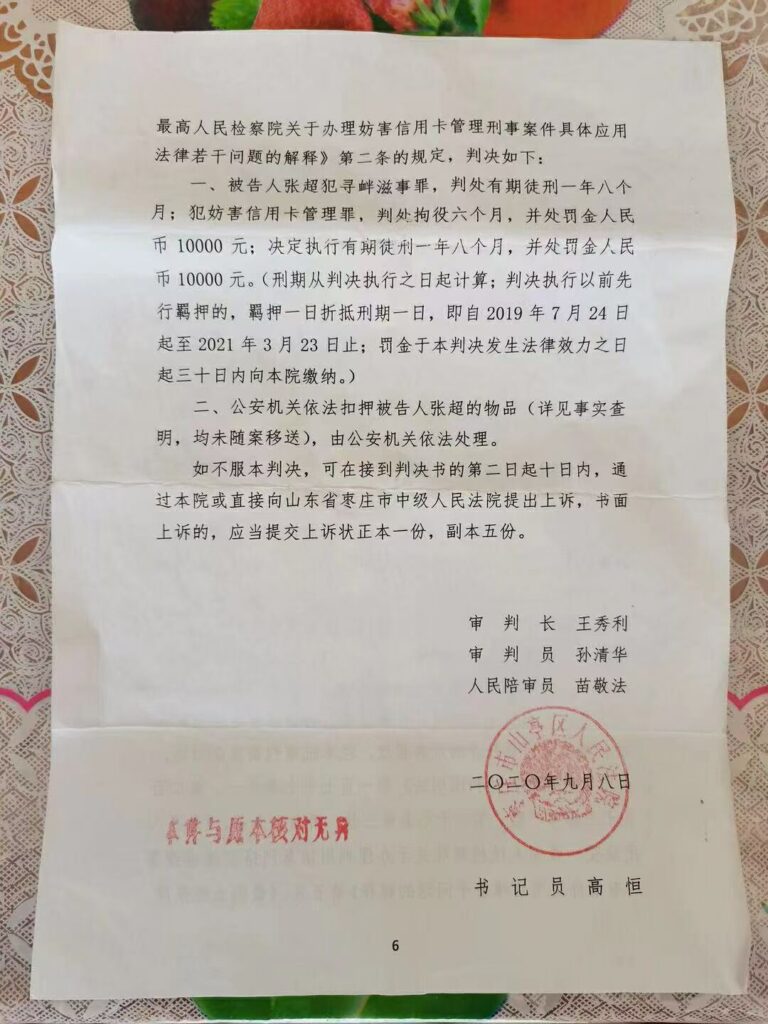 最高人民检察院关于办理妨害信用卡管理刑事案件具体应用
法律若干问题的解释》第二条的规定，判决如下：
一、被告人张超犯寻衅滋事罪，判处有期徒刑一年八个
月；犯妨害信用卡管理罪，判处拘役六个月，并处罚金人民
币 10000 元；决定执行有期徒刑一年八个月，并处罚金人民
币 10000 元。（刑期从判决执行之日起计算；判决执行以前先
行羁押的，羁押一日折抵刑期一日，即自 2019 年 7 月 24 日
起至 2021 年 3 月 23 日止；罚金于本判决发生法律效力之日
起三十日内向本院缴纳。）
二、公安机关依法扣押被告人张超的物品（详见事实查
明，均未随案移送），由公安机关依法处理。
如不服本判决，可在接到判决书的第二日起十日内，通
过本院或直接向山东省枣庄市中级人民法院提出上诉，书面
上诉的，应当提交上诉状正本一份，副本五份。
审 判 长 王秀利
审 判 员 孙清华
人民陪审员 苗敬法
市山亭区人民法院
二〇二〇年九月八日
本件与原本核对无异
书 记 员 高 恒
6